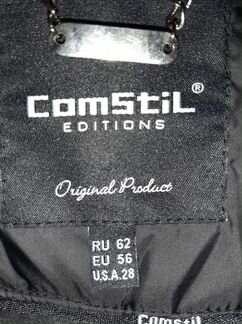 ComStiL®
EDITIONS
Original Product
RU 62
EU 56
U.S.A.28
ComStil